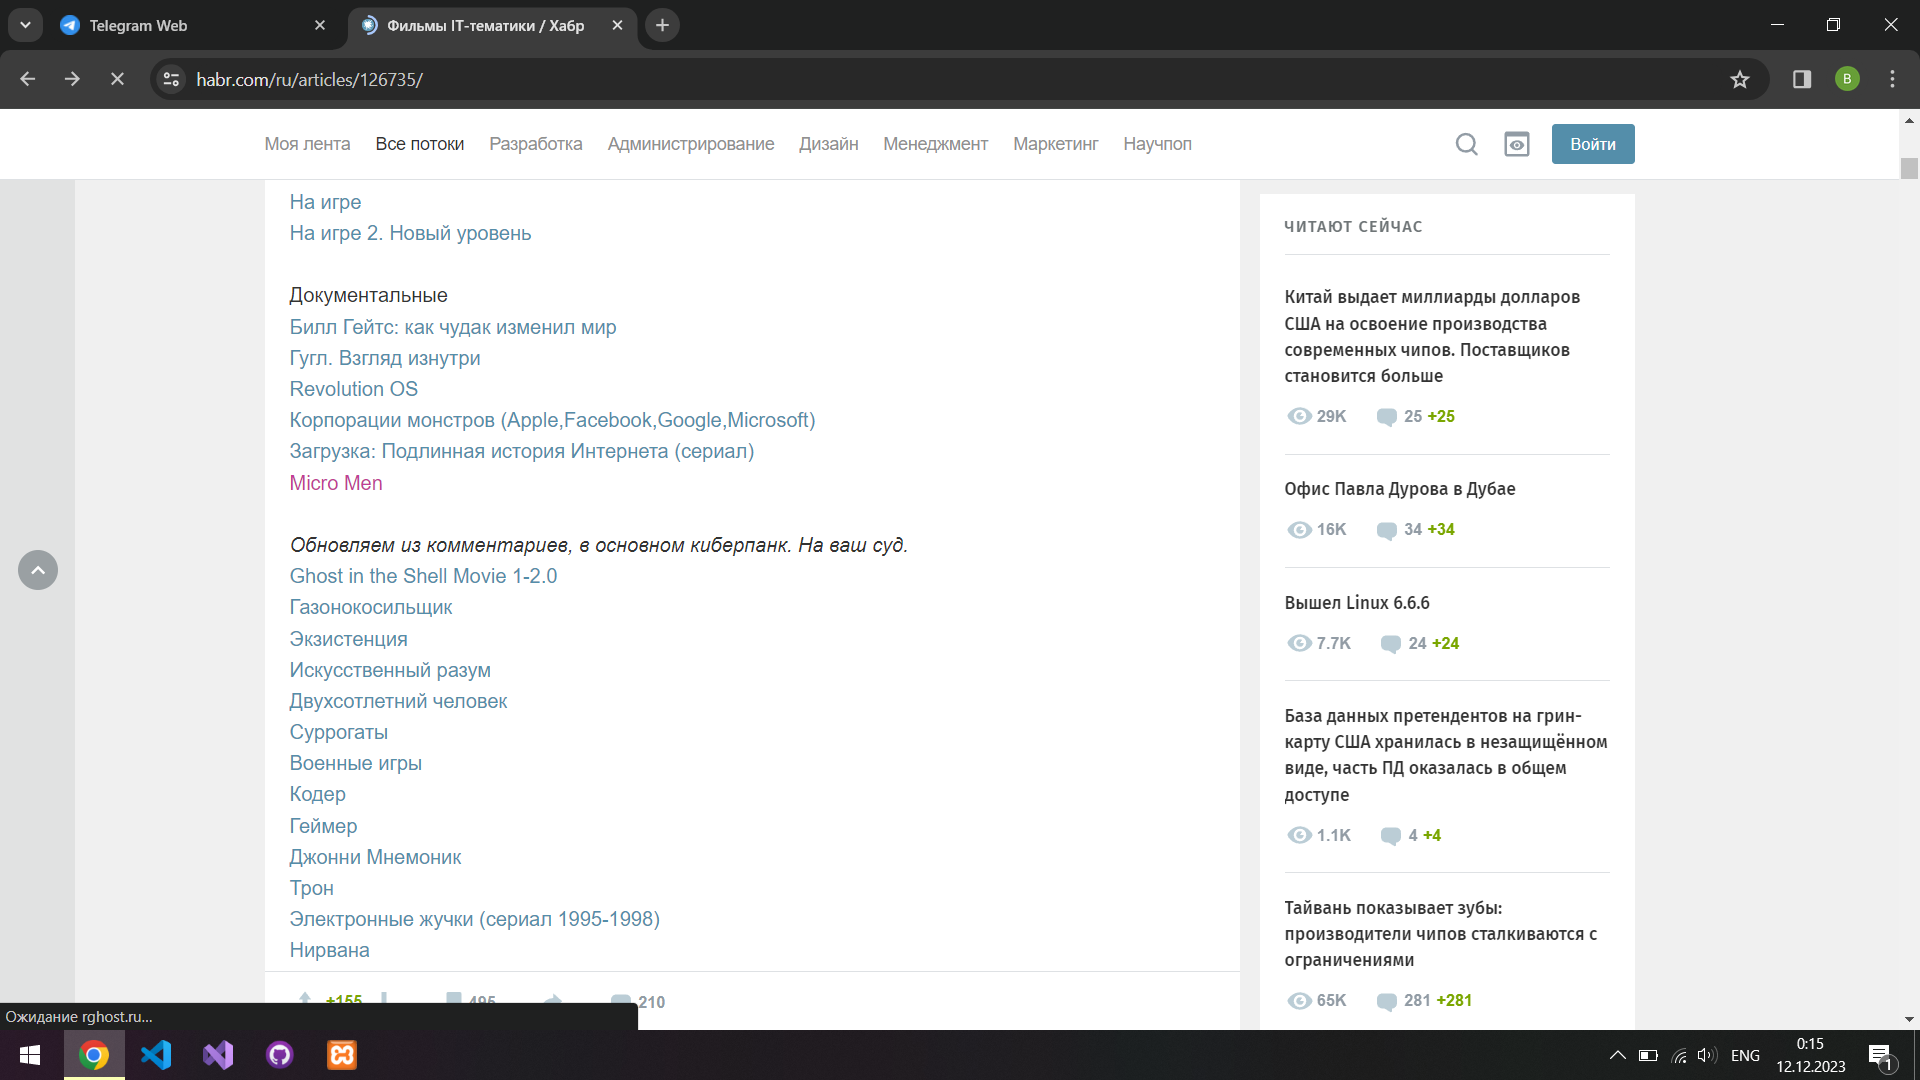 Telegram Web
Фильмы IT-тематики / Хабр
habr.com/ru/articles/126735/
B
Моя лента Все потоки Разработка Администрирование Дизайн Менеджмент Маркетинг Научпоп
Войти
На игре
На игре 2. Новый уровень
Документальные
Билл Гейтс: как чудак изменил мир
Гугл. Взгляд изнутри
Revolution OS
Корпорации монстров (Apple,Facebook,Google,Microsoft)
Загрузка: Подлинная история Интернета (сериал)
Micro Men
Обновляем из комментариев, в основном киберпанк. На ваш суд.
Ghost in the Shell Movie 1-2.0
Газонокосильщик
Экзистенция
Искусственный разум
Двухсотлетний человек
Суррогаты
Военные игры
Кодер
Геймер
Джонни Мнемоник
Трон
Электронные жучки (сериал 1995-1998)
Нирвана
+155 495 210
ЧИТАЮТ СЕЙЧАС
Китай выдает миллиарды долларов
США на освоение производства
современных чипов. Поставщиков
становится больше
29K 25 +25
Офис Павла Дурова в Дубае
16K 34 +34
Вышел Linux 6.6.6
7.7K 24 +24
База данных претендентов на грин-
карту США хранилась в незащищённом
виде, часть ПД оказалась в общем
доступе
1.1K 4 +4
Тайвань показывает зубы:
производители чипов сталкиваются с
ограничениями
65K 281 +281
Ожидание rghost.ru...
ENG
0:15
12.12.2023
1